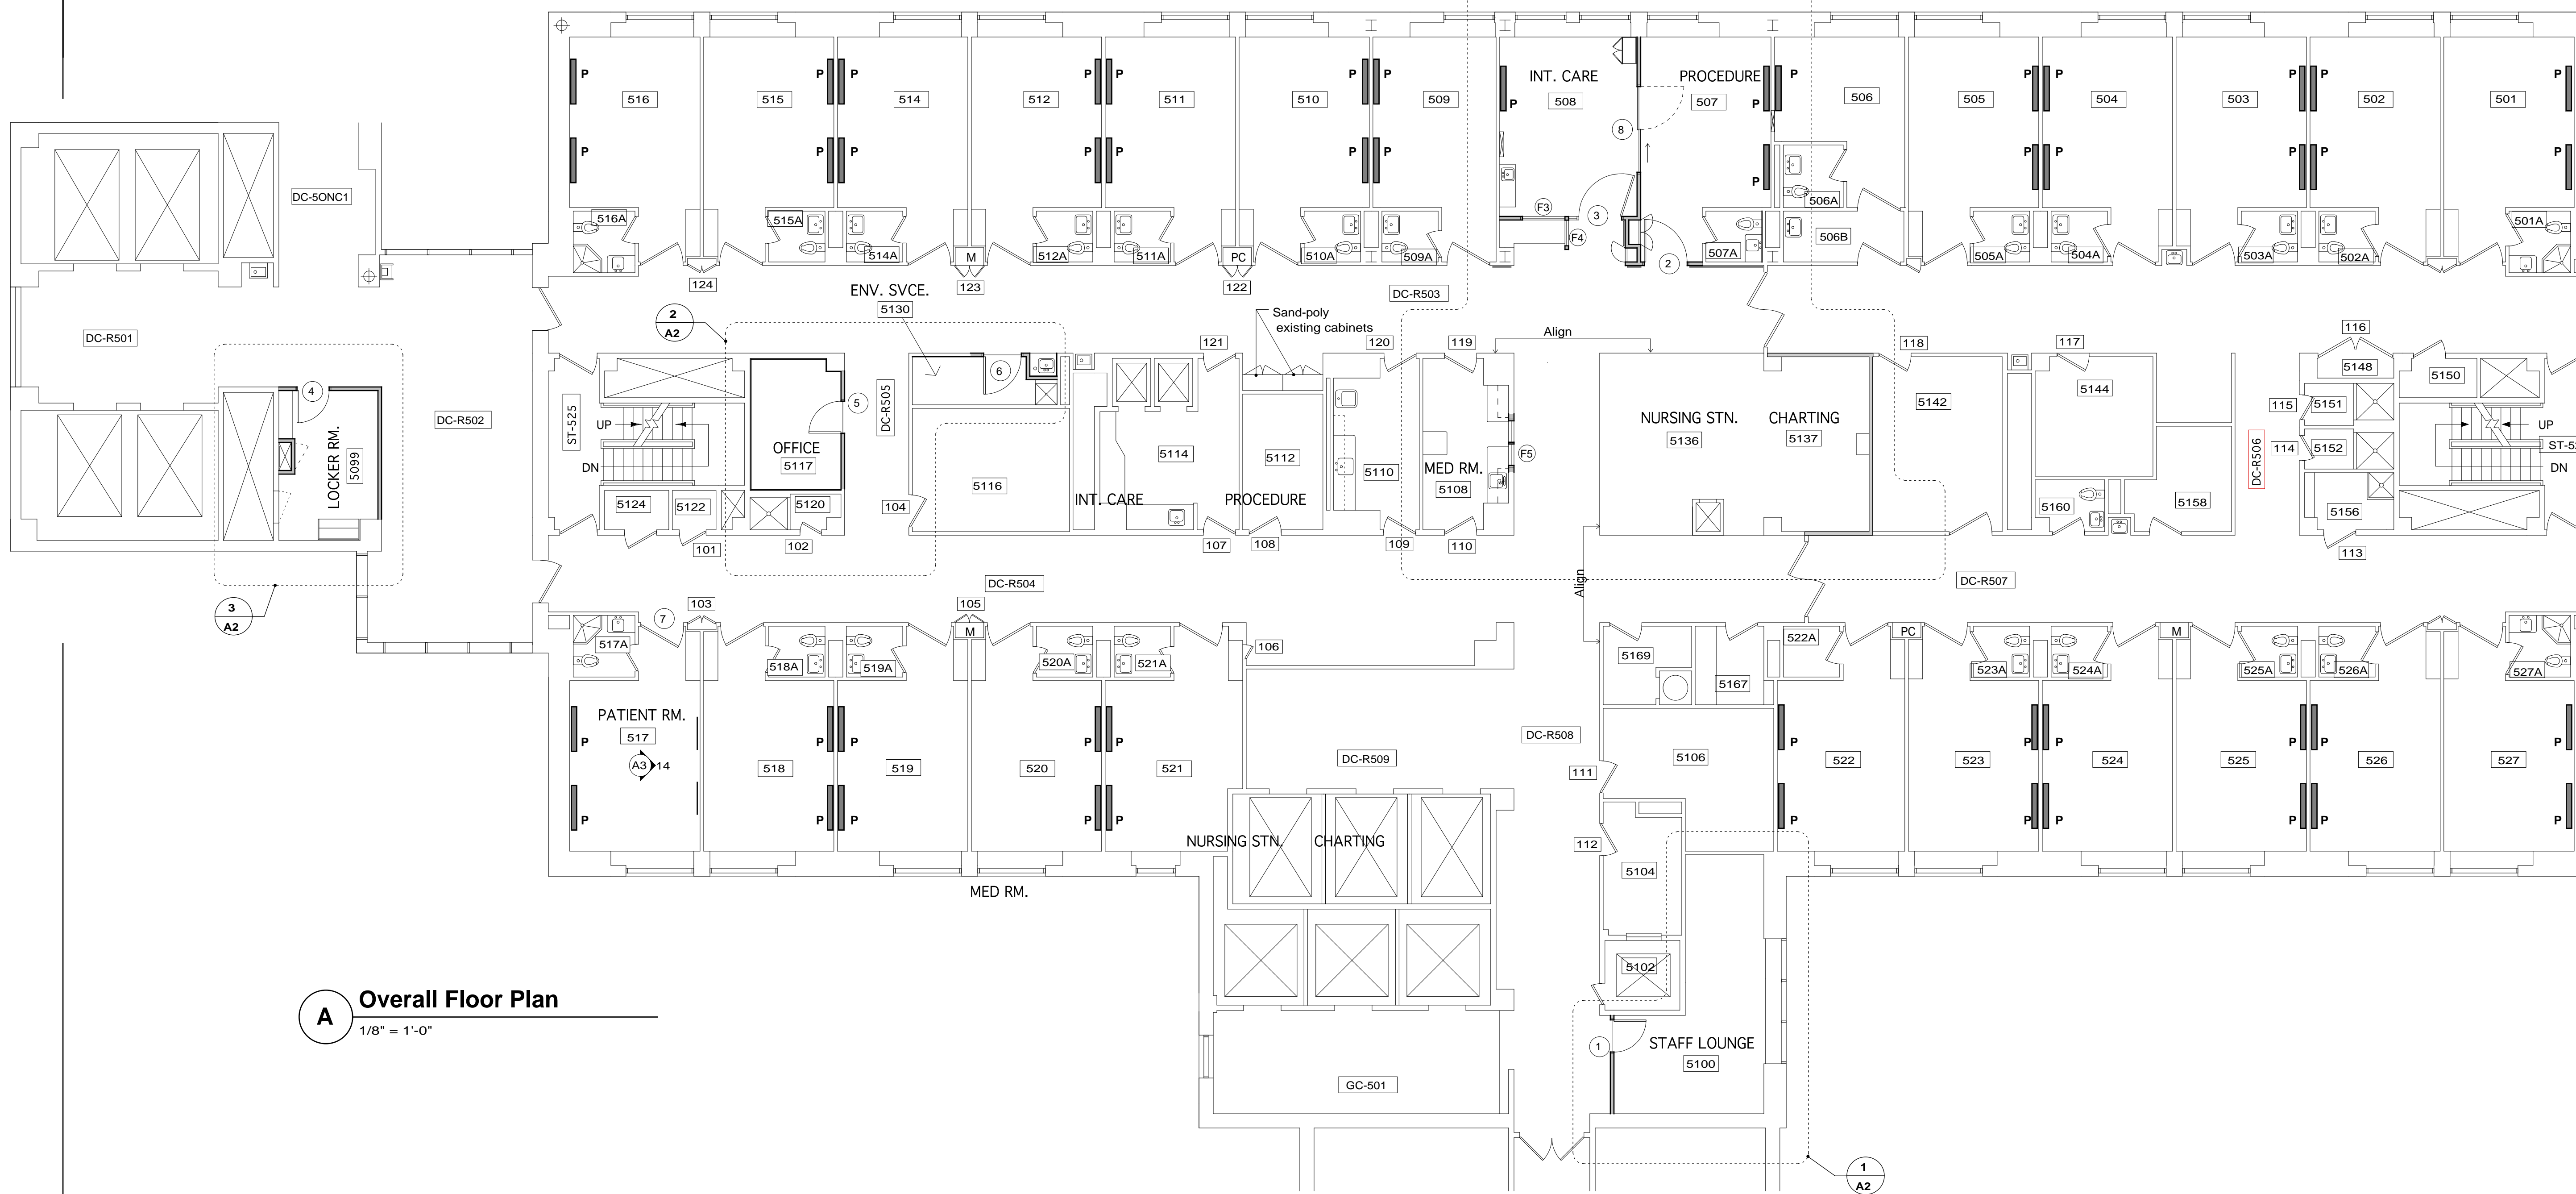 P P P P P P P P P P P P P P P P P
INT. CARE
PROCEDURE
516 515 514 512 511 510 509 508 507 506 505 504 503 502 501
8
P P P P P P P P P P P P P P P
DC-5ONC1
516A 515A 514A 512A 511A 510A 509A 507A 506A 506B 505A 504A 503A 502A 501A
F3
3
F4
2
M
PC
124
123
122
DC-R503
ENV. SVCE.
5130
2
A2
Sand-poly
existing cabinets
Align
DC-R501
121
120
119
118
117
116
4
6
5
DC-R505
DC-R502
ST-525
UP
DN
OFFICE
5117
LOCKER RM.
5099
5116
5114
5112
5110
MED RM.
5108
F5
NURSING STN.
5136
CHARTING
5137
5142
5144
5148
5150
115
5151
114
5152
DC-R506
UP
ST-5
DN
INT. CARE
PROCEDURE
5124
5122
5120
104
5160
5158
5156
101
102
107
108
109
110
113
Align
DC-R504
DC-R507
3
A2
7
103
105
M
PC
M
517A 518A 519A 520A 521A
106
5169
5167
522A 523A 524A 525A 526A 527A
PATIENT RM.
517
A3
14
518
519
520
521
P P P P P P P P P P P P P P P P
DC-R509
DC-R508
5106
111
522
523
524
525
526
527
P P P P P P P P P P P P P P P P
NURSING STN.
CHARTING
112
5104
MED RM.
5102
A
Overall Floor Plan
1/8" = 1'-0"
1
STAFF LOUNGE
5100
GC-501
1
A2